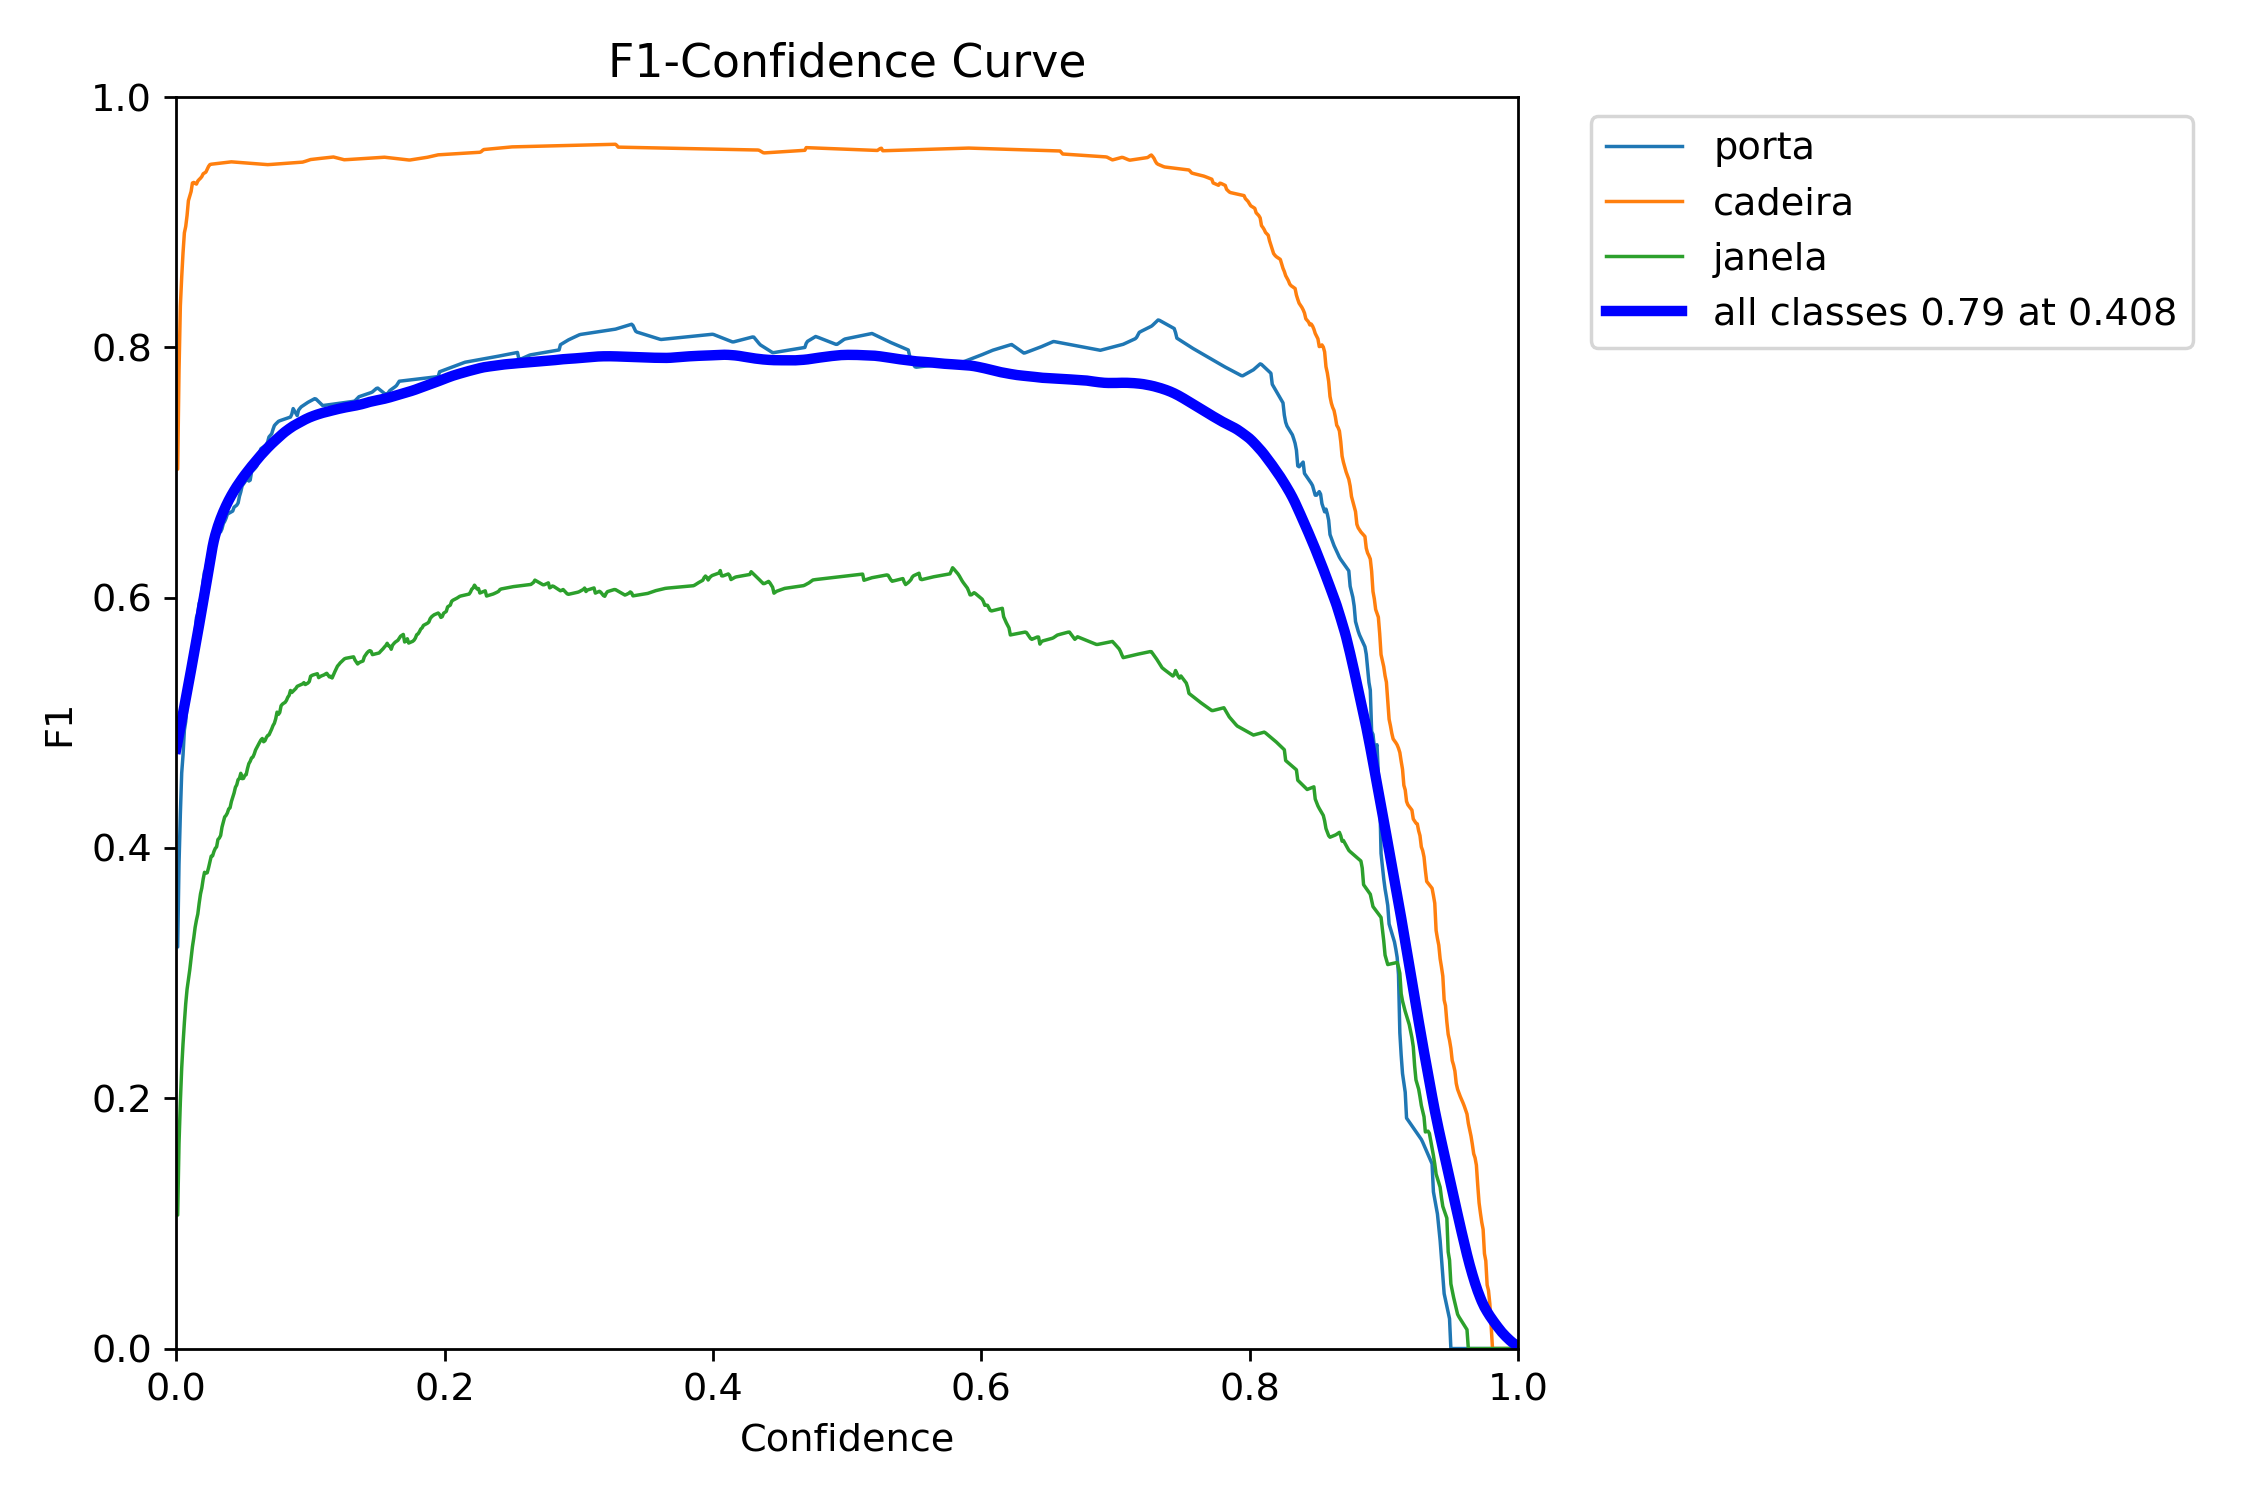 F1-Confidence Curve
1.0
0.8
0.6
0.4
0.2
0.0
F1
0.0 0.2 0.4 0.6 0.8 1.0
Confidence
porta
cadeira
janela
all classes 0.79 at 0.408